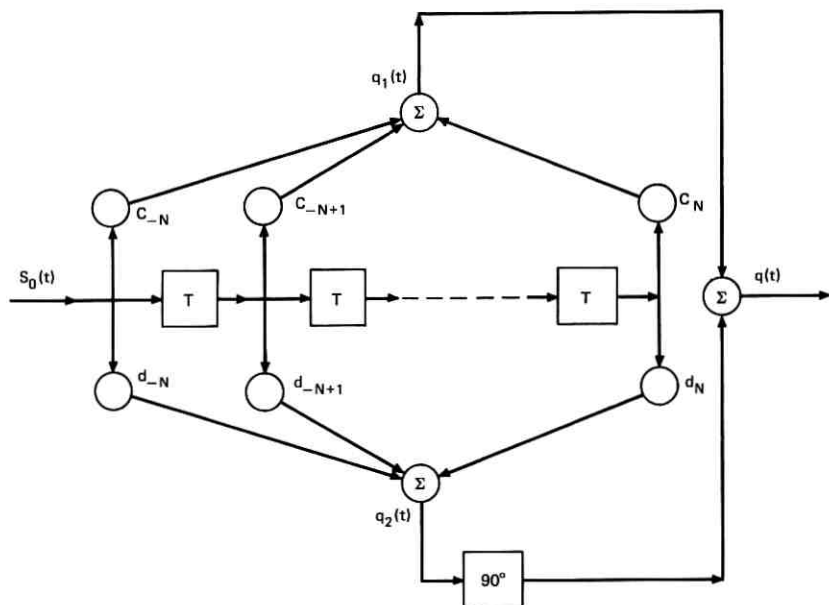 q₁(t)
Σ
C₋N
C₋N+1
C_N
S₀(t)
T
T
T
Σ
q(t)
d₋N
d₋N+1
d_N
Σ
q₂(t)
90°